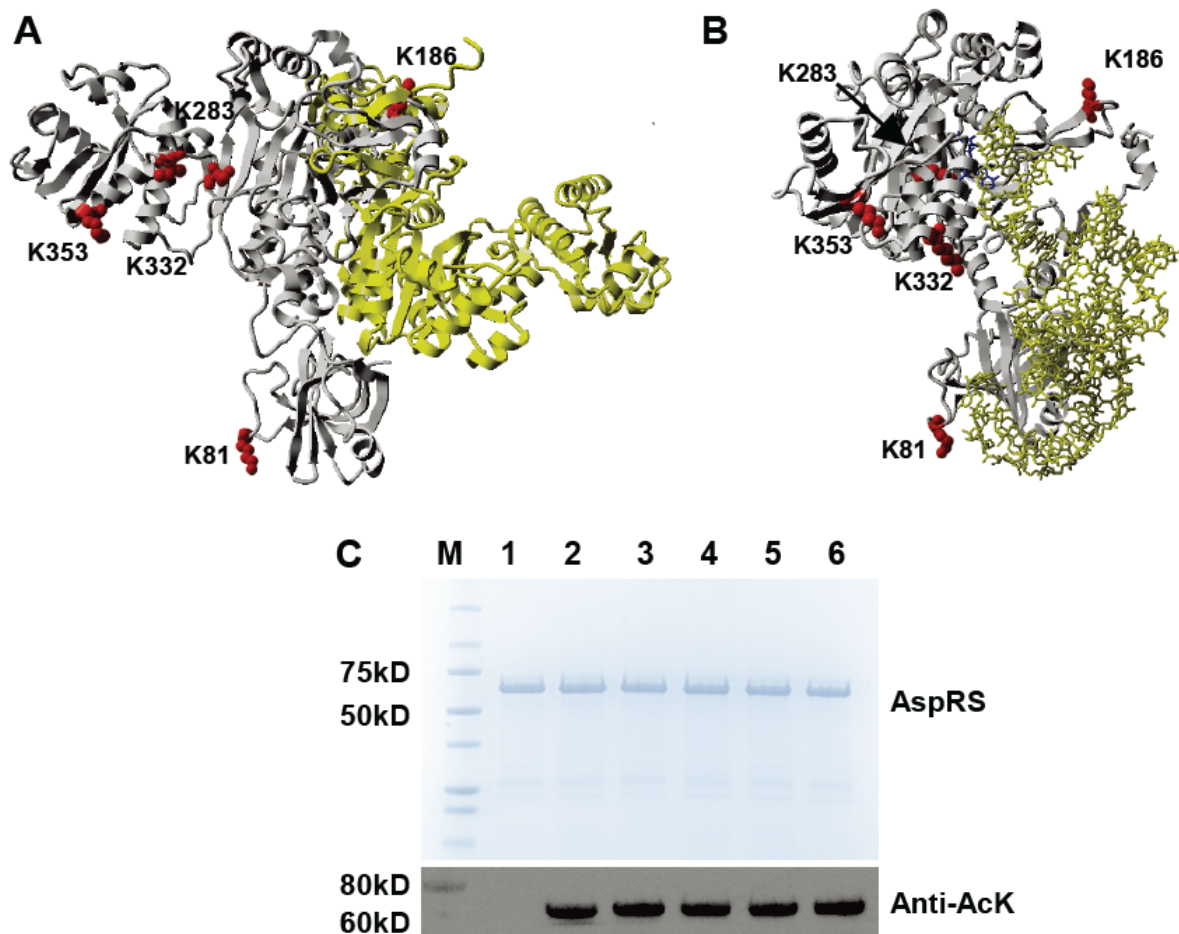 A
K186
K283
K353
K332
K81
B
K186
K283
K353
K332
K81
C M 1 2 3 4 5 6
75kD
50kD
AspRS
80kD
60kD
Anti-AcK